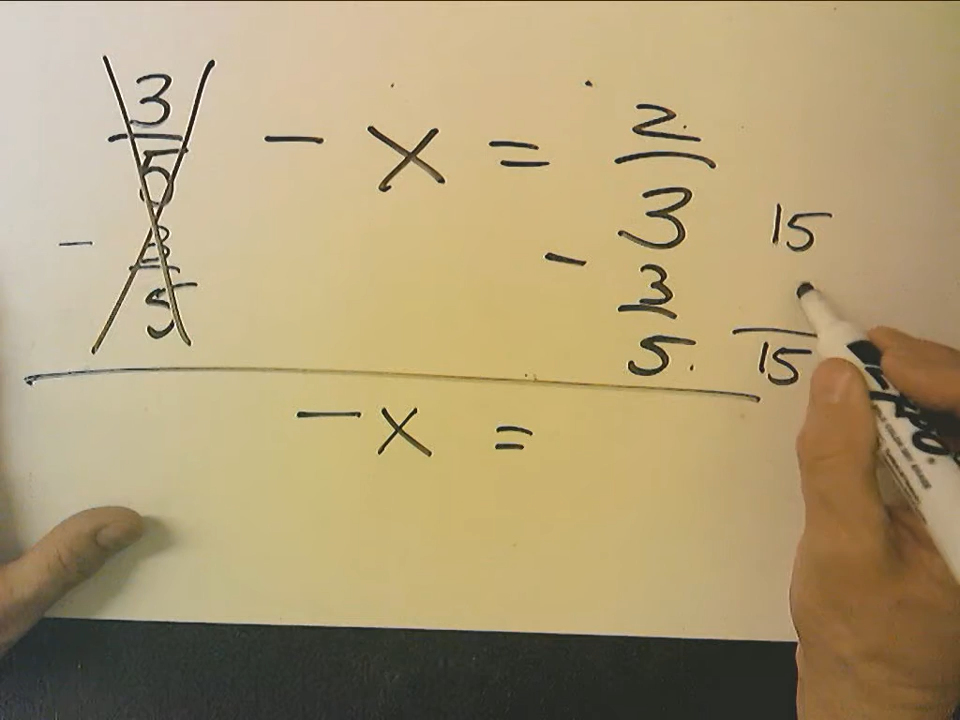 3/5 - x = 2/3
- 3/5 - 3/5
15
15
- x =